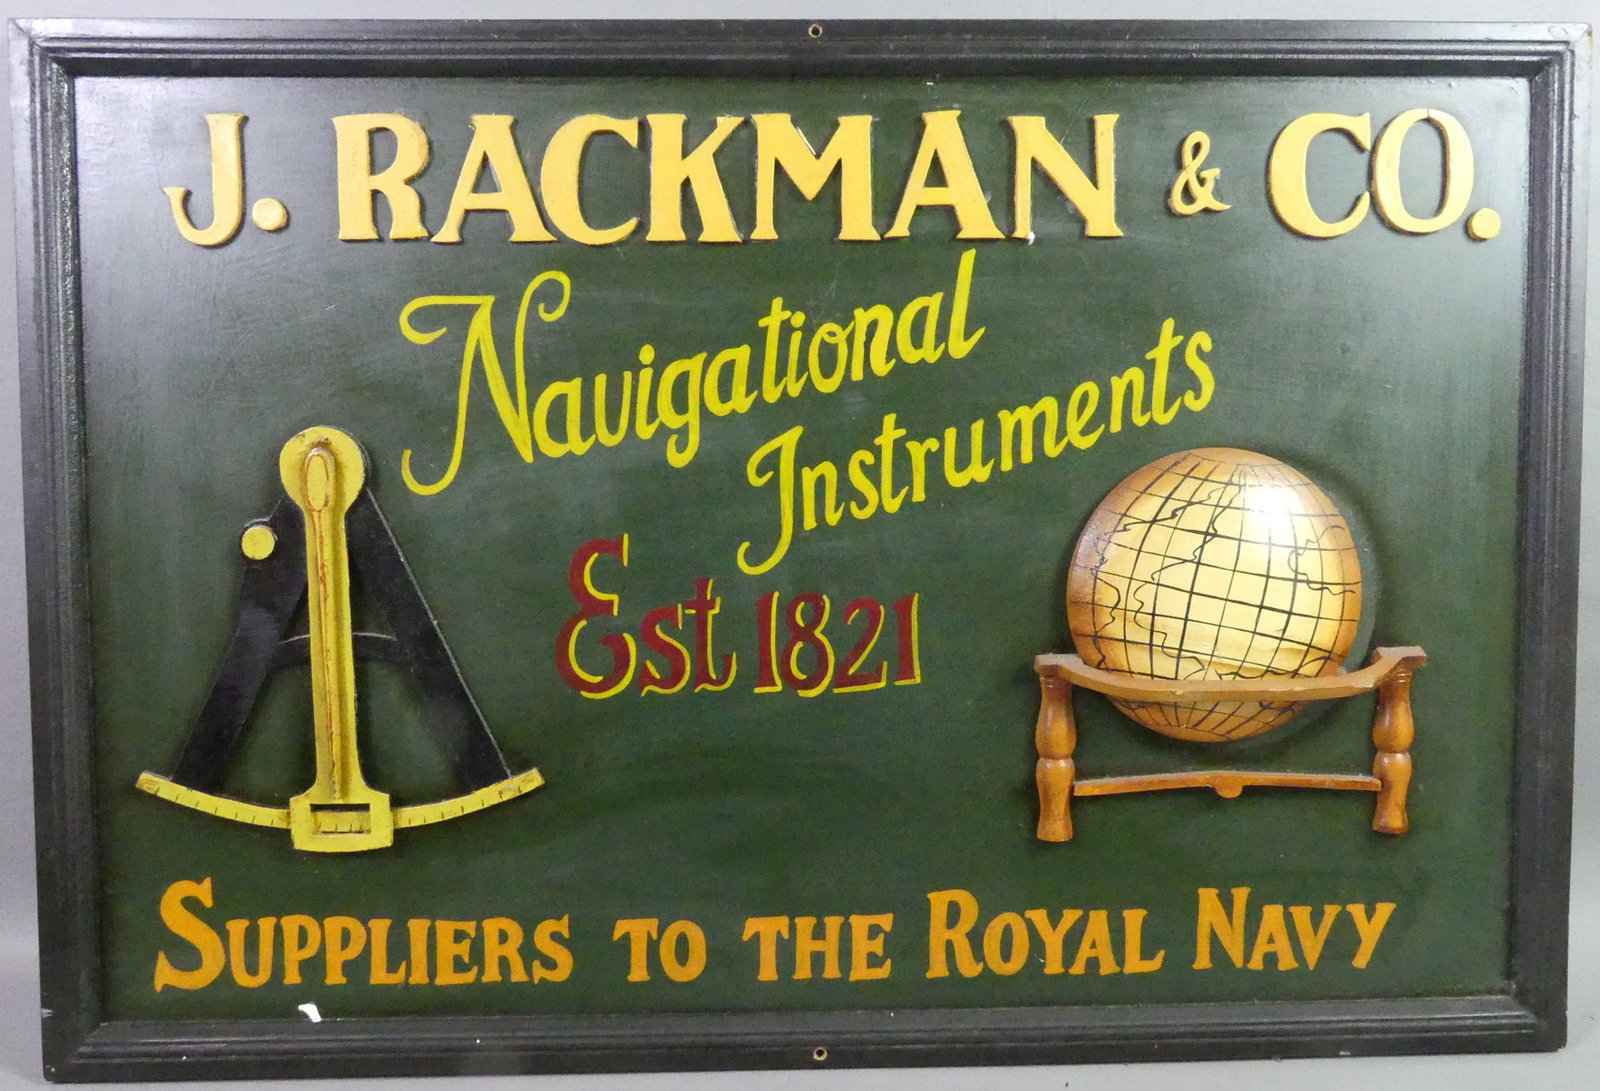 J. RACKMAN & CO.
Navigational
Instruments
Est 1821
SUPPLIERS TO THE ROYAL NAVY